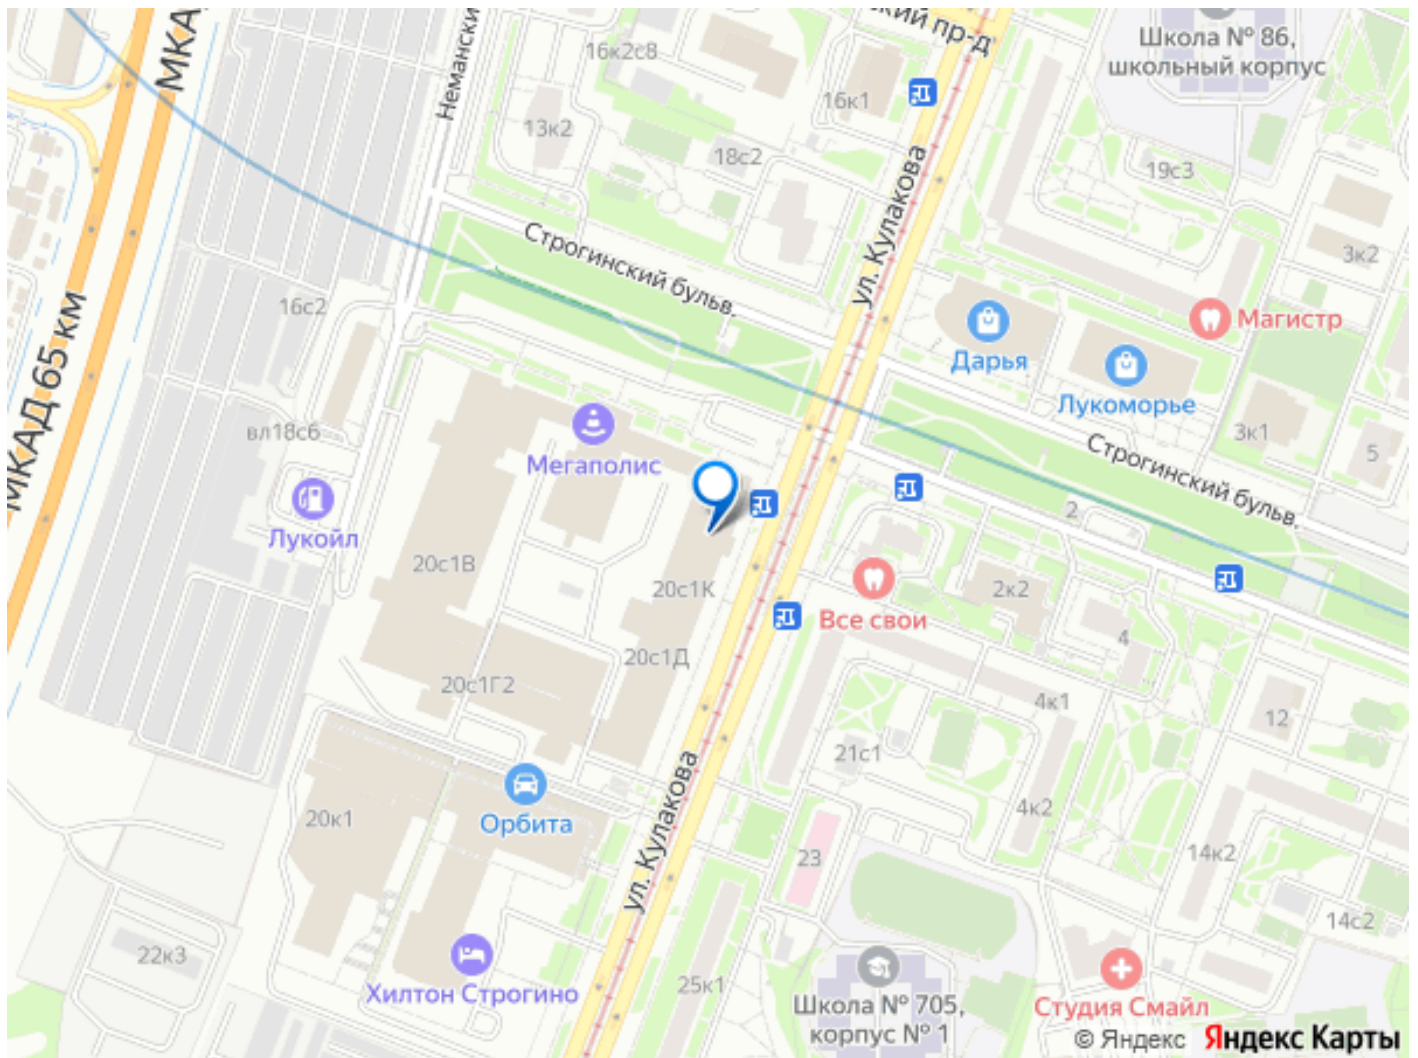 МКА
Немански
16к2с8
ский пр-д
Школа № 86,
школьный корпус
16к1
13к2
18с2
19с3
ул. Кулакова
Строгинский бульв.
3к2
16с2
МКАД 65 км
Магистр
Дарья
Лукоморье
вл18с6
Мегаполис
3к1
5
Строгинский бульв.
Лукойл
2
20с1В
20с1К
Все свои
2к2
4
20с1Д
20с1Г2
4к1
12
21с1
ул. Кулакова
4к2
20к1
Орбита
23
14к2
14с2
22к3
Хилтон Строгино
25к1
Школа № 705,
корпус № 1
Студия Смайл
© Яндекс Яндекс Карты